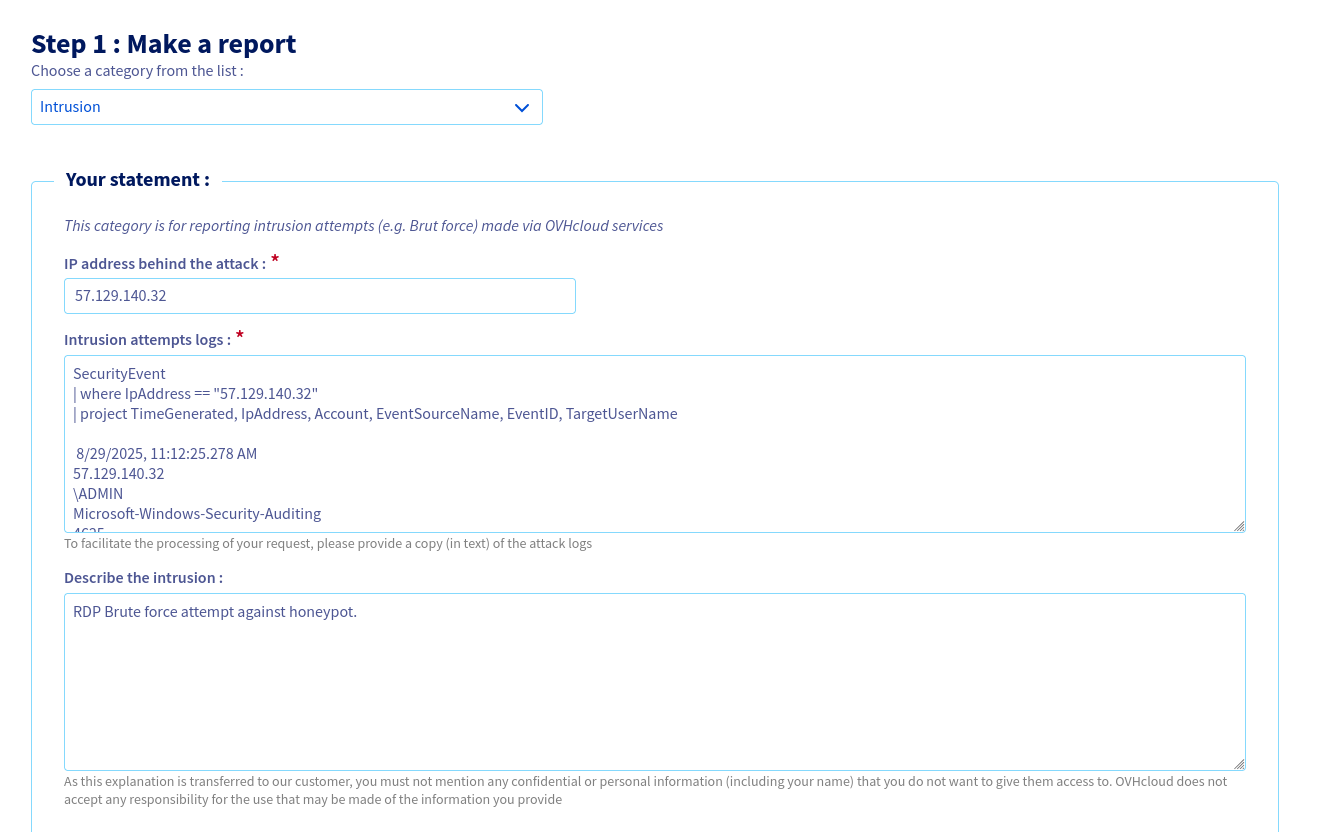 Step 1 : Make a report
Choose a category from the list :
Intrusion
Your statement :
This category is for reporting intrusion attempts (e.g. Brut force) made via OVHcloud services
IP address behind the attack : *
57.129.140.32
Intrusion attempts logs : *
SecurityEvent
| where IpAddress == "57.129.140.32"
| project TimeGenerated, IpAddress, Account, EventSourceName, EventID, TargetUserName
8/29/2025, 11:12:25.278 AM
57.129.140.32
\ADMIN
Microsoft-Windows-Security-Auditing
4625
To facilitate the processing of your request, please provide a copy (in text) of the attack logs
Describe the intrusion :
RDP Brute force attempt against honeypot.
As this explanation is transferred to our customer, you must not mention any confidential or personal information (including your name) that you do not want to give them access to. OVHcloud does not
accept any responsibility for the use that may be made of the information you provide